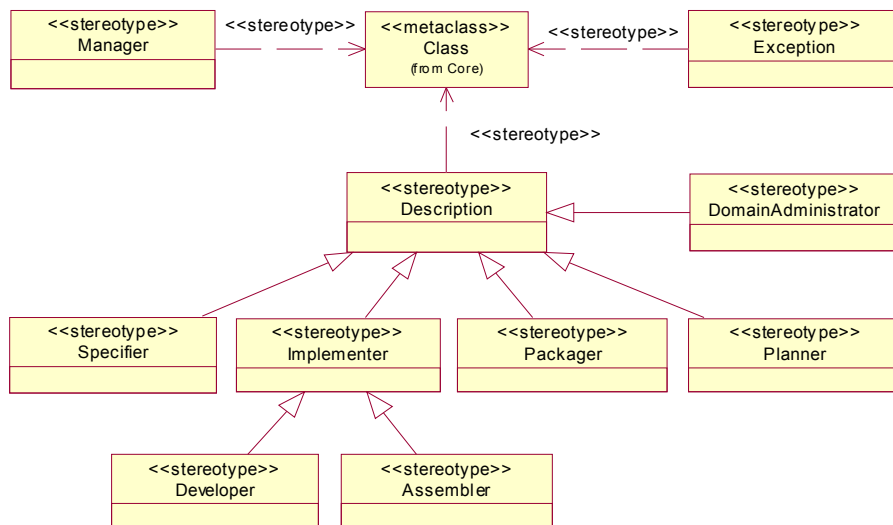 <<stereotype>>
Manager
<<stereotype>>
<<metaclass>>
Class
(from Core)
<<stereotype>>
<<stereotype>>
Exception
<<stereotype>>
<<stereotype>>
Description
<<stereotype>>
DomainAdministrator
<<stereotype>>
Specifier
<<stereotype>>
Implementer
<<stereotype>>
Packager
<<stereotype>>
Planner
<<stereotype>>
Developer
<<stereotype>>
Assembler